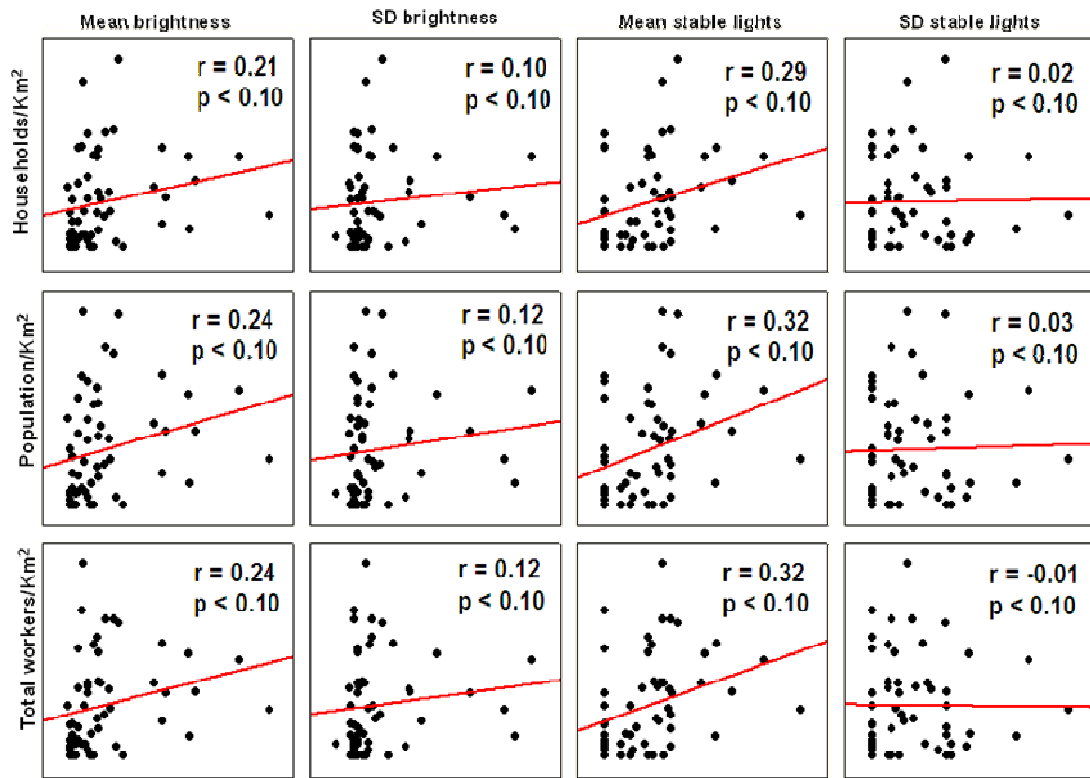 Mean brightness
SD brightness
Mean stable lights
SD stable lights
Households/Km²
r = 0.21
p < 0.10
r = 0.10
p < 0.10
r = 0.29
p < 0.10
r = 0.02
p < 0.10
Population/Km²
r = 0.24
p < 0.10
r = 0.12
p < 0.10
r = 0.32
p < 0.10
r = 0.03
p < 0.10
Total workers/Km²
r = 0.24
p < 0.10
r = 0.12
p < 0.10
r = 0.32
p < 0.10
r = -0.01
p < 0.10